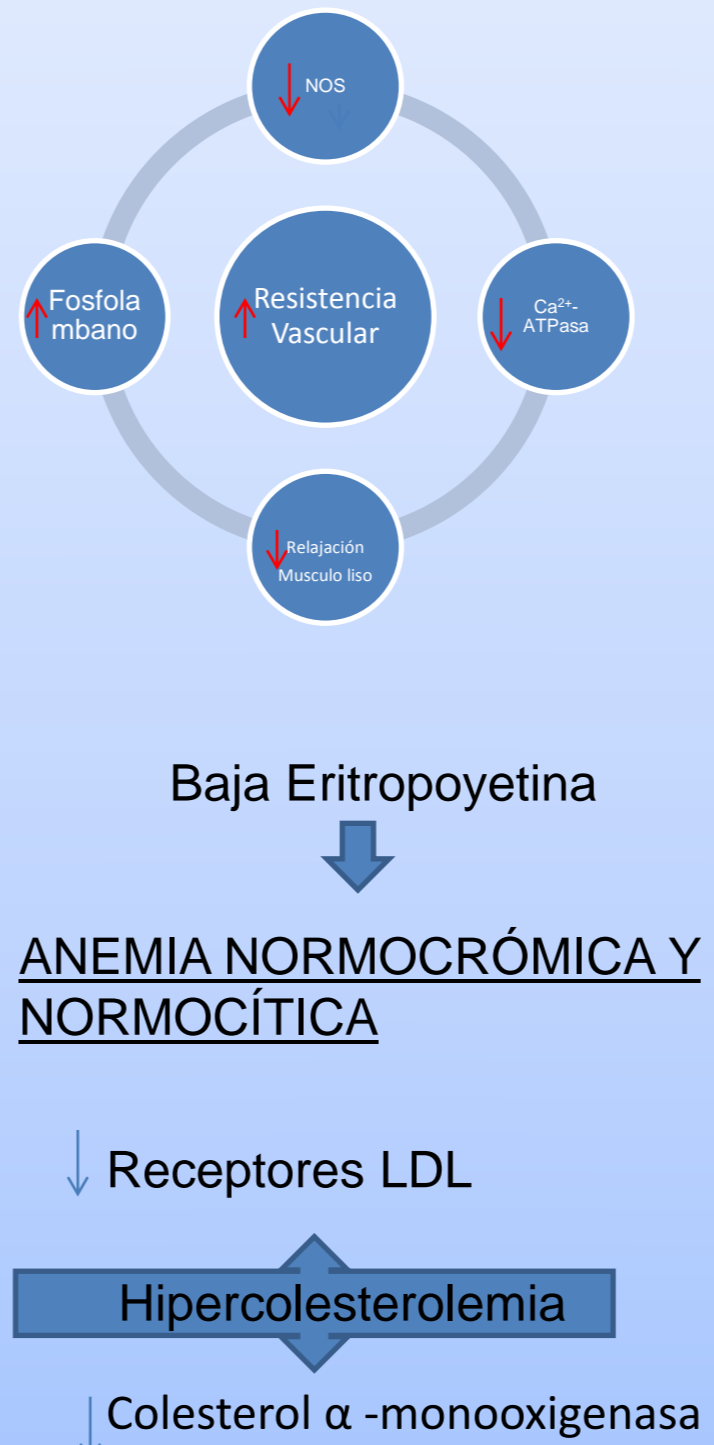 NOS
Fosfola
mbano
Resistencia
Vascular
Ca²⁺-
ATPasa
Relajación
Musculo liso
Baja Eritropoyetina
ANEMIA NORMOCRÓMICA Y
NORMOCÍTICA
Receptores LDL
Hipercolesterolemia
Colesterol α -monooxigenasa